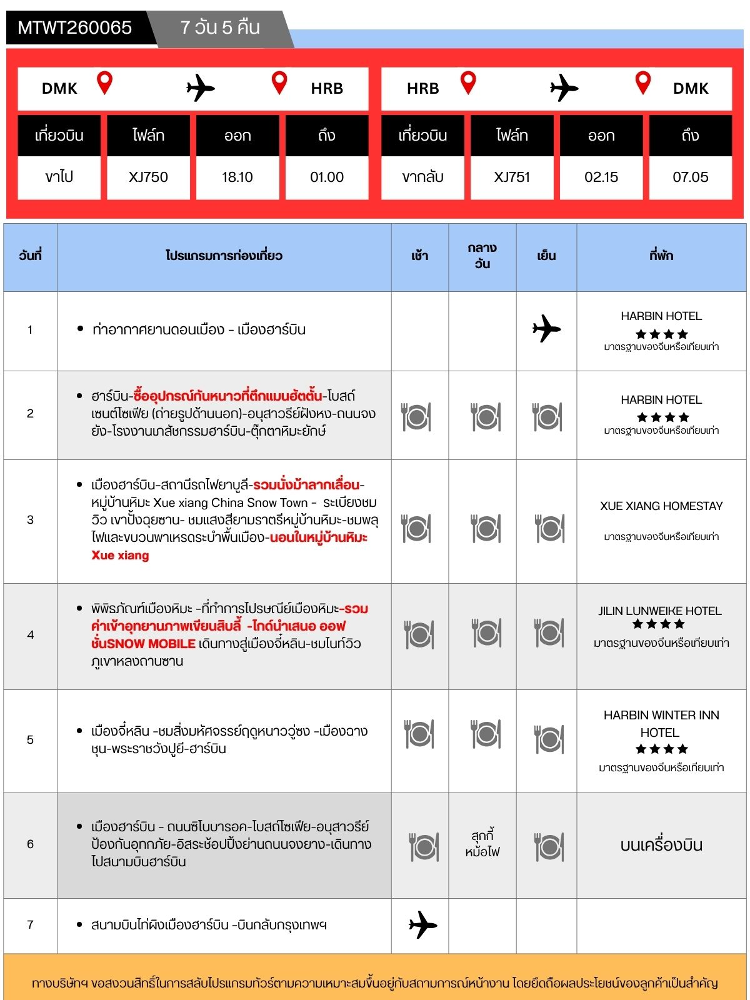 MTWT260065
7 วัน 5 คืน
DMK HRB
HRB DMK
เที่ยวบิน ไฟล์ท ออก ถึง
เที่ยวบิน ไฟล์ท ออก ถึง
ขาไป XJ750 18.10 01.00
ขากลับ XJ751 02.15 07.05
วันที่ โปรแกรมการท่องเที่ยว เช้า กลาง
วัน เย็น ที่พัก
1
• ท่าอากาศยานดอนเมือง - เมืองฮาร์บิน
HARBIN HOTEL
★★★★
มาตรฐานของจีนหรือเทียบเท่า
2
• ฮาร์บิน-ซื้ออุปกรณ์กันหนาวที่ตึกแมนฮัตตั้น-โบสถ์
เซนต์โซเฟีย (ถ่ายรูปด้านนอก)-อนุสาวรีย์ฝังหง-ถนนจง
ยัง-โรงงานเภสัชกรรมฮาร์บิน-ตุ๊กตาหิมะยักษ์
HARBIN HOTEL
★★★★
มาตรฐานของจีนหรือเทียบเท่า
3
• เมืองฮาร์บิน-สถานีรถไฟยาบูลี-รวมนั่งม้าลากเลื่อน-
หมู่บ้านหิมะ Xue xiang China Snow Town - ระเบียงชม
วิว เขาปั้งฉุยซาน- ชมแสงสียามราตรีหมู่บ้านหิมะ-ชมพลุ
ไฟและขบวนพาเหรดระบำพื้นเมือง-นอนในหมู่บ้านหิมะ
Xue xiang
XUE XIANG HOMESTAY
มาตรฐานของจีนหรือเทียบเท่า
4
• พิพิธภัณฑ์เมืองหิมะ -ที่ทำการไปรษณีย์เมืองหิมะ-รวม
ค่าเข้าอุทยานภาพเขียนสิบลี้ -ไกด์นำเสนอ ออฟ
ชั่นSNOW MOBILE เดินทางสู่เมืองจี๋หลิน-ชมไนท์วิว
ภูเขาหลงถานซาน
JILIN LUNWEIKE HOTEL
★★★★
มาตรฐานของจีนหรือเทียบเท่า
5
• เมืองจี๋หลิน -ชมสิ่งมหัศจรรย์ฤดูหนาววู่ซง -เมืองฉาง
ชุน-พระราชวังปูยี-ฮาร์บิน
HARBIN WINTER INN
HOTEL
★★★★
มาตรฐานของจีนหรือเทียบเท่า
6
• เมืองฮาร์บิน - ถนนซิโนบารอค-โบสถ์โซเฟีย-อนุสาวรีย์
ป้องกันอุทกภัย-อิสระช้อปปิ้งย่านถนนจงยาง-เดินทาง
ไปสนามบินฮาร์บิน
สุกกี้
หม้อไฟ
บนเครื่องบิน
7
• สนามบินไท่ผิงเมืองฮาร์บิน -บินกลับกรุงเทพฯ
ทางบริษัทฯ ขอสงวนสิทธิ์ในการสลับโปรแกรมทัวร์ตามความเหมาะสมขึ้นอยู่กับสถานการณ์หน้างาน โดยยึดถือผลประโยชน์ของลูกค้าเป็นสำคัญ